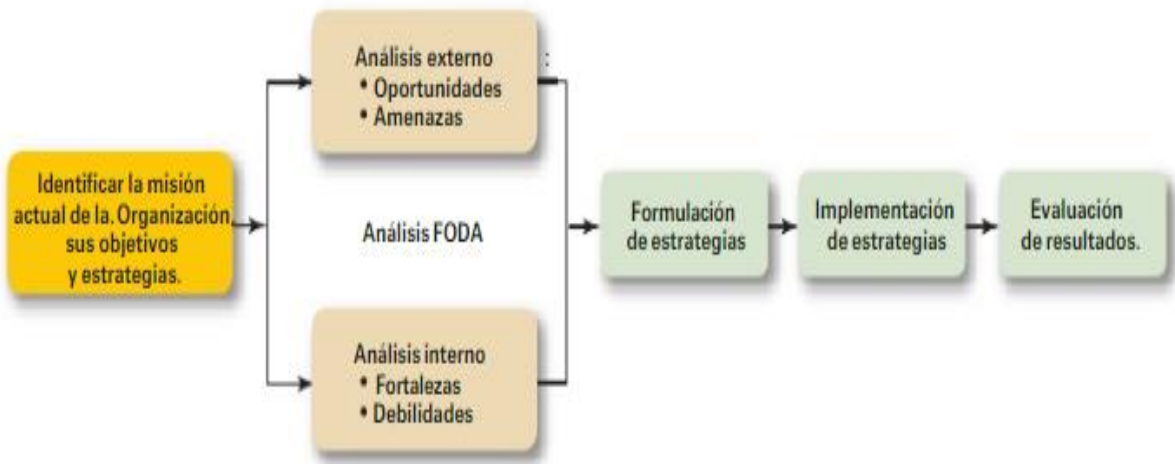 Identificar la misión
actual de la. Organización,
sus objetivos
y estrategias.
Análisis externo
• Oportunidades
• Amenazas
:
Análisis FODA
Análisis interno
• Fortalezas
• Debilidades
Formulación
de estrategias
Implementación
de estrategias
Evaluación
de resultados.